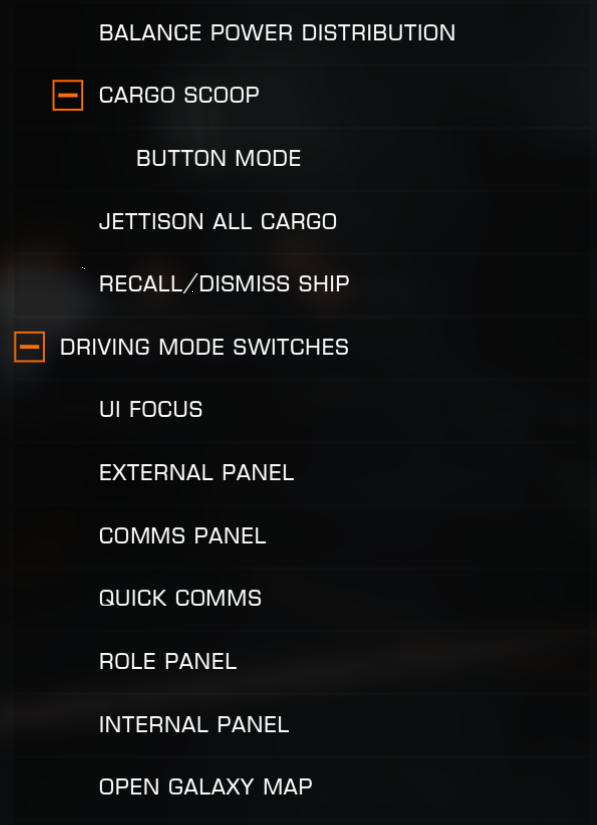 BALANCE POWER DISTRIBUTION
CARGO SCOOP
BUTTON MODE
JETTISON ALL CARGO
RECALL/DISMISS SHIP
DRIVING MODE SWITCHES
UI FOCUS
EXTERNAL PANEL
COMMS PANEL
QUICK COMMS
ROLE PANEL
INTERNAL PANEL
OPEN GALAXY MAP